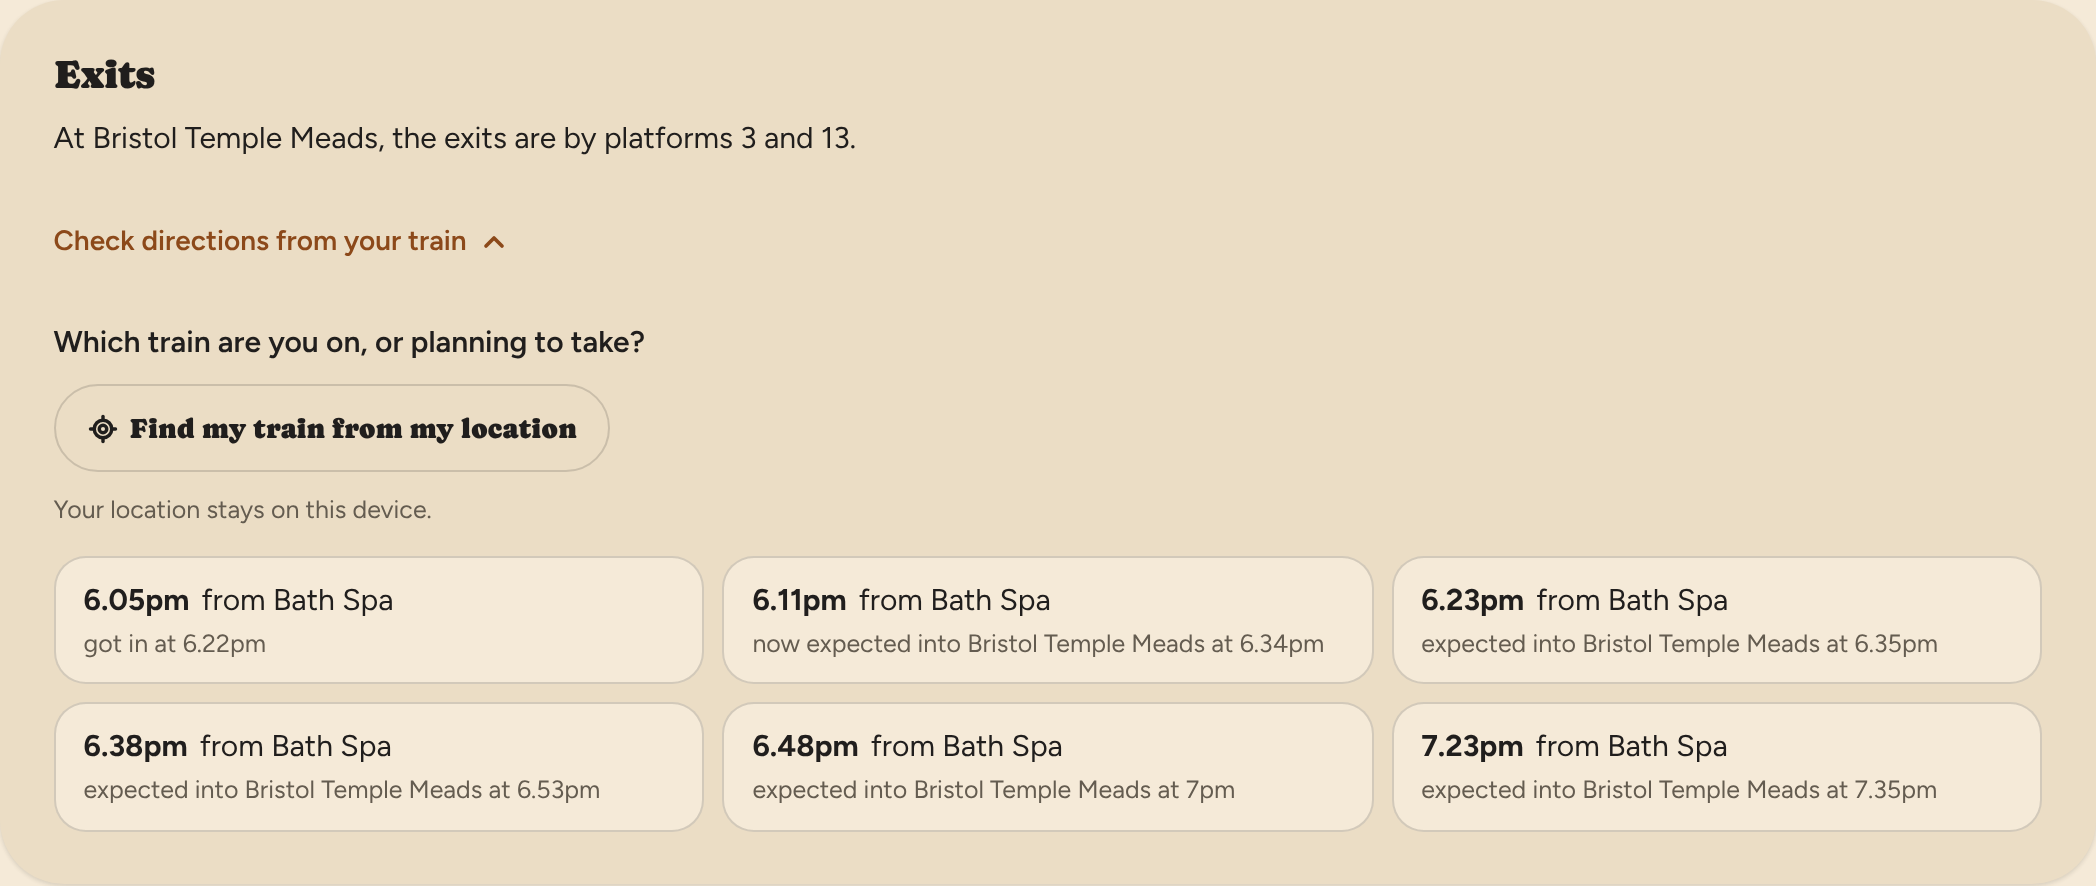 Exits
At Bristol Temple Meads, the exits are by platforms 3 and 13.
Check directions from your train
Which train are you on, or planning to take?
Find my train from my location
Your location stays on this device.
6.05pm from Bath Spa
got in at 6.22pm
6.11pm from Bath Spa
now expected into Bristol Temple Meads at 6.34pm
6.23pm from Bath Spa
expected into Bristol Temple Meads at 6.35pm
6.38pm from Bath Spa
expected into Bristol Temple Meads at 6.53pm
6.48pm from Bath Spa
expected into Bristol Temple Meads at 7pm
7.23pm from Bath Spa
expected into Bristol Temple Meads at 7.35pm